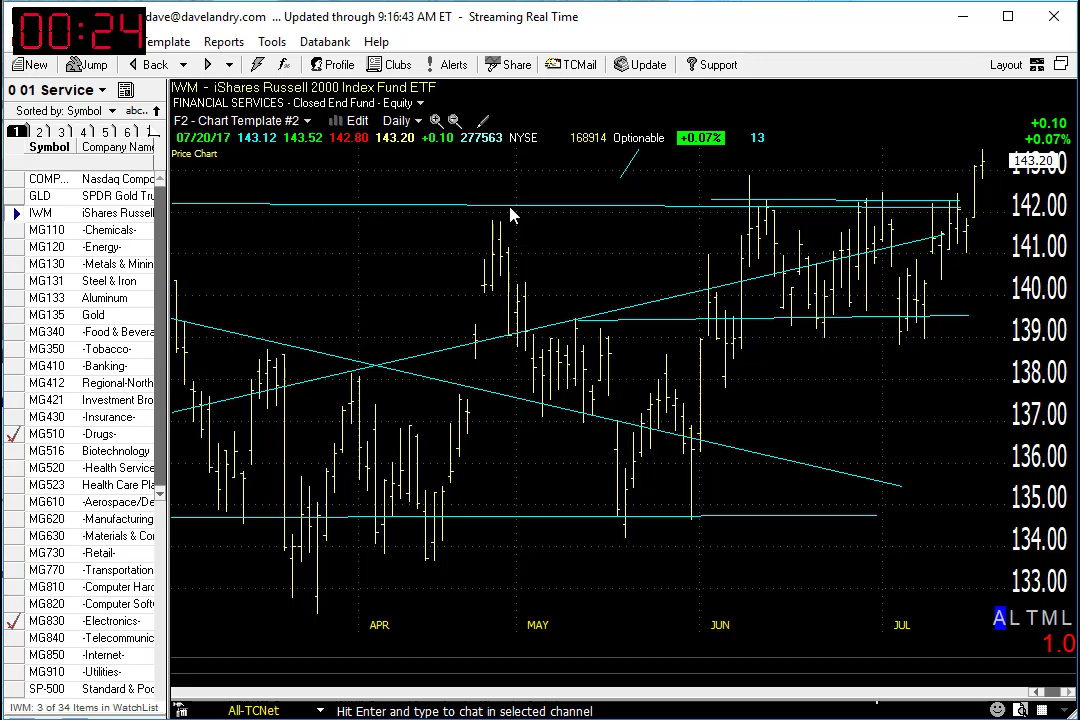 00:24
dave@davelandry.com ... Updated through 9:16:43 AM ET - Streaming Real Time
emplate Reports Tools Databank Help
New Jump Back Profile Clubs Alerts Share TCMail Update Support Layout
0 01 Service
Sorted by: Symbol abc..
1 2 3 4 5 6
Symbol Company Name
COMP... Nasdaq Compo
GLD SPDR Gold Tru
IWM iShares Russell
MG110 -Chemicals-
MG120 -Energy-
MG130 -Metals & Minin
MG131 Steel & Iron
MG133 Aluminum
MG135 Gold
MG340 -Food & Bevera
MG350 -Tobacco-
MG410 -Banking-
MG412 Regional-North
MG421 Investment Bro
MG430 -Insurance-
MG510 -Drugs-
MG516 Biotechnology
MG520 -Health Service
MG523 Health Care Pla
MG610 -Aerospace/De
MG620 -Manufacturing
MG630 -Materials & Co
MG730 -Retail-
MG770 -Transportation
MG810 -Computer Hard
MG820 -Computer Soft
MG830 -Electronics-
MG840 -Telecommunic
MG850 -Internet-
MG910 -Utilities-
SP-500 Standard & Poo
IWM: 3 of 34 Items in WatchList
IWM - iShares Russell 2000 Index Fund ETF
FINANCIAL SERVICES - Closed End Fund - Equity
F2 - Chart Template #2 Edit Daily
07/20/17 143.12 143.52 142.80 143.20 +0.10 277563 NYSE 168914 Optionable +0.07% 13
Price Chart
+0.10
+0.07%
143.00
143.20
142.00
141.00
140.00
139.00
138.00
137.00
136.00
135.00
134.00
133.00
APR MAY JUN JUL
A L T M L
1.0
All-TCNet Hit Enter and type to chat in selected channel